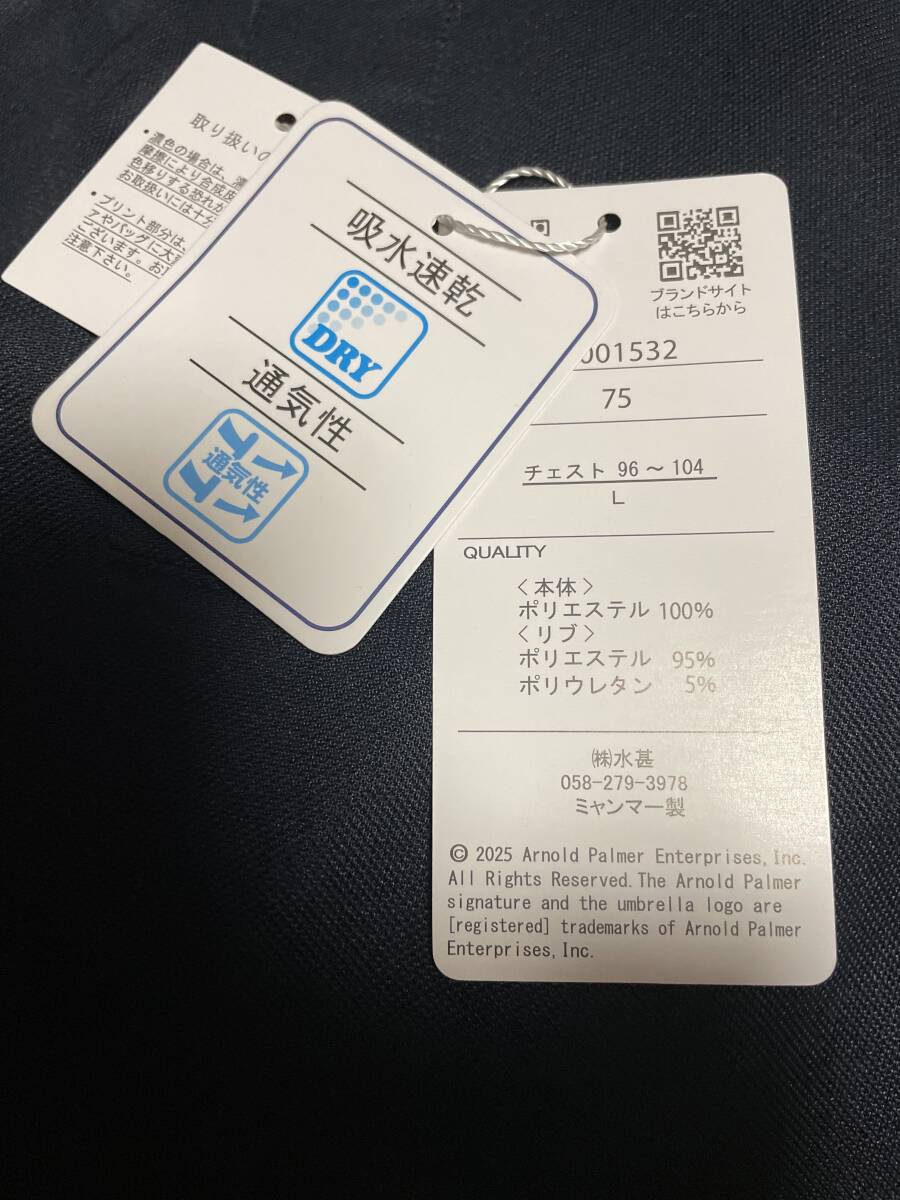 取り扱いの
・濃色の場合は、
摩擦により合成皮
色移りする恐れが
お取扱いには十分
・プリント部分は、
アやバッグに大
ございます。お
注意下さい。
吸水速乾
DRY
通気性
通気性
ブランドサイト
はこちらから
001532
75
チェスト 96 ～ 104
L
QUALITY
〈本体〉
ポリエステル 100%
〈リブ〉
ポリエステル 95%
ポリウレタン 5%
㈱水甚
058-279-3978
ミャンマー製
© 2025 Arnold Palmer Enterprises, Inc.
All Rights Reserved. The Arnold Palmer
signature and the umbrella logo are
[registered] trademarks of Arnold Palmer
Enterprises, Inc.